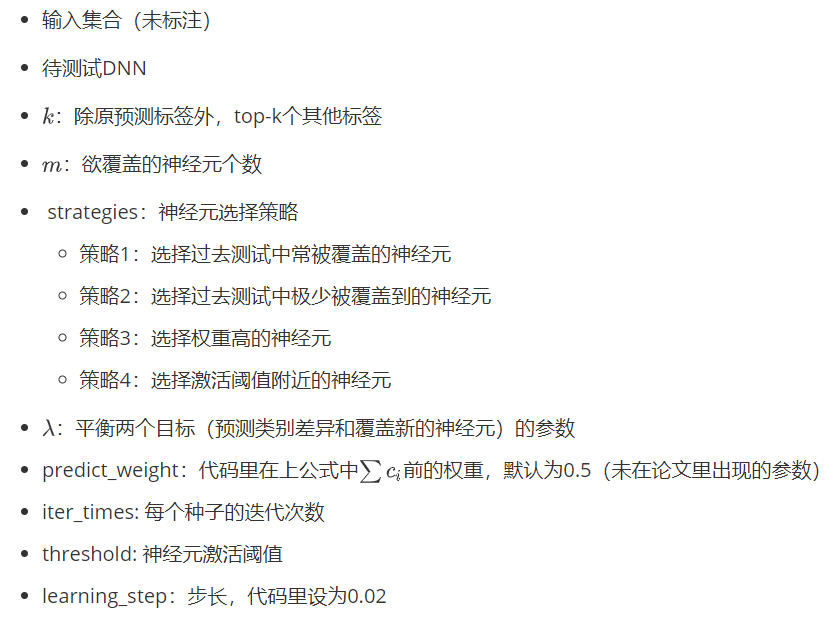 输入集合（未标注）
待测试DNN
k：除原预测标签外，top-k个其他标签
m：欲覆盖的神经元个数
strategies：神经元选择策略
策略1：选择过去测试中常被覆盖的神经元
策略2：选择过去测试中极少被覆盖到的神经元
策略3：选择权重高的神经元
策略4：选择激活阈值附近的神经元
λ：平衡两个目标（预测类别差异和覆盖新的神经元）的参数
predict_weight：代码里在上公式中∑ci前的权重，默认为0.5（未在论文里出现的参数）
iter_times: 每个种子的迭代次数
threshold: 神经元激活阈值
learning_step：步长，代码里设为0.02